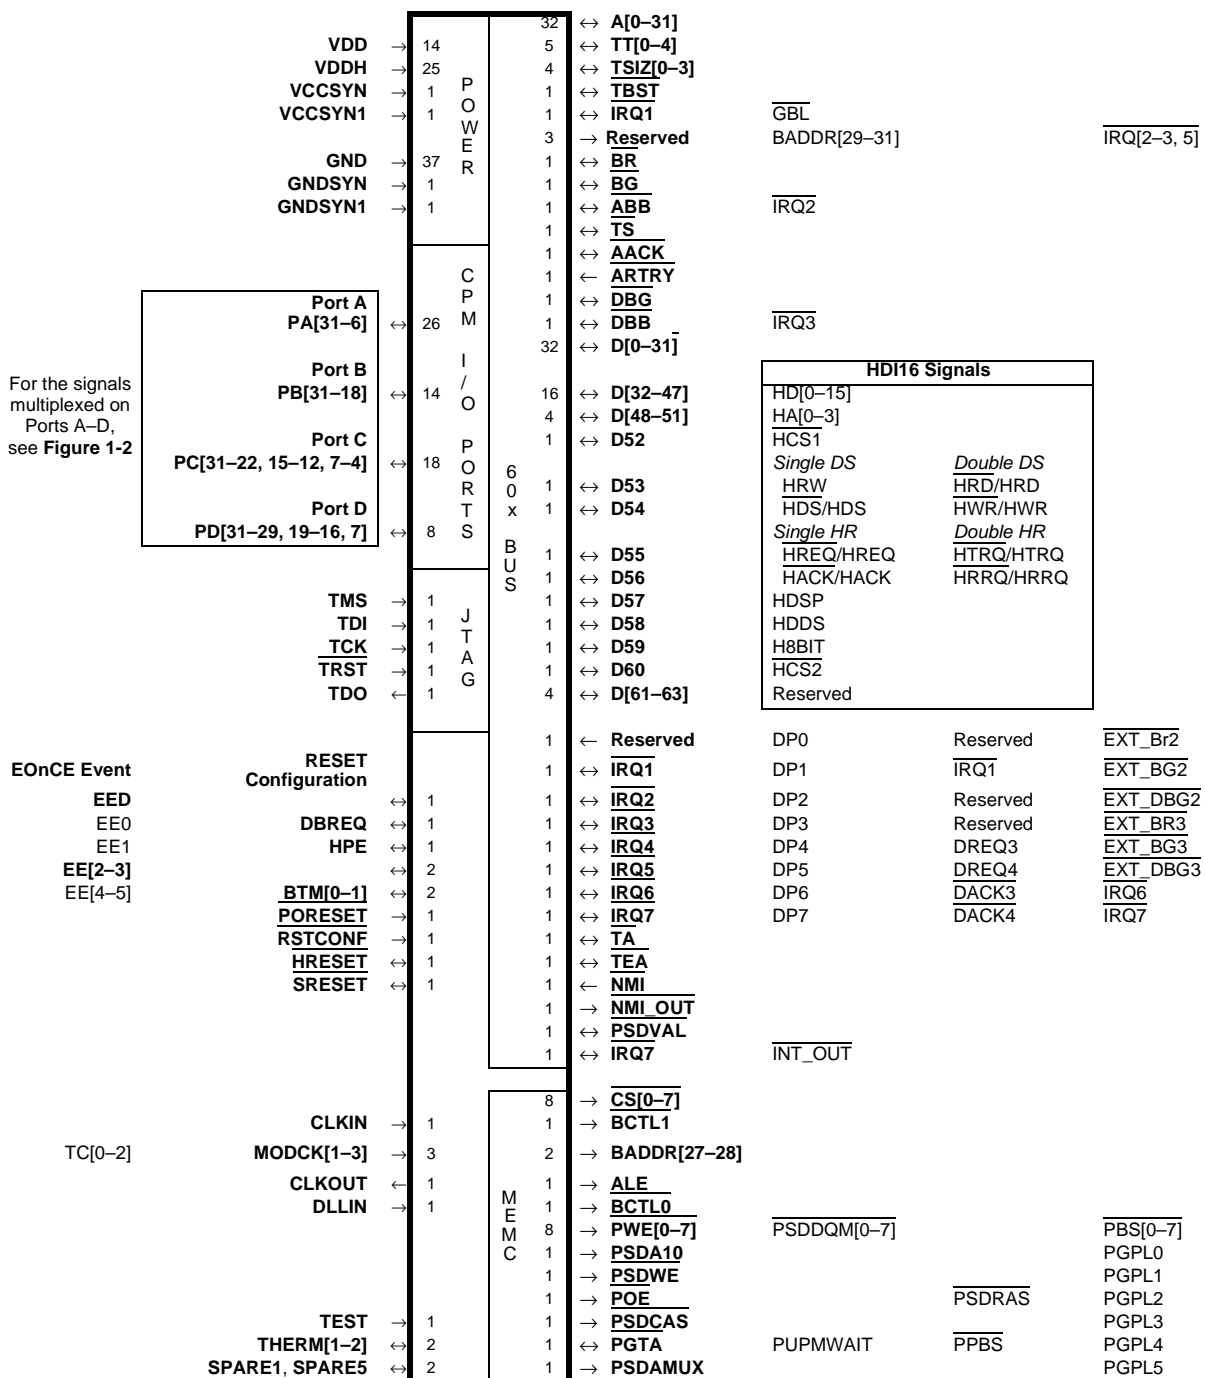 32 ↔ A[0–31]
VDD → 14 5 ↔ TT[0–4]
VDDH → 25 4 ↔ TSIZ[0–3]
VCCSYN → 1 1 ↔ TBST
VCCSYN1 → 1 1 ↔ IRQ1 GBL
3 → Reserved BADDR[29–31] IRQ[2–3, 5]
GND → 37 1 ↔ BR
GNDSYN → 1 1 ↔ BG
GNDSYN1 → 1 1 ↔ ABB IRQ2
POWER
1 ↔ TS
1 ↔ AACK
1 ← ARTRY
Port A 1 ↔ DBG
PA[31–6] ↔ 26 1 ↔ DBB IRQ3
32 ↔ D[0–31]
Port B HDI16 Signals
For the signals
multiplexed on
Ports A–D,
see Figure 1-2
PB[31–18] ↔ 14 16 ↔ D[32–47] HD[0–15]
4 ↔ D[48–51] HA[0–3]
Port C 1 ↔ D52 HCS1
PC[31–22, 15–12, 7–4] ↔ 18 Single DS Double DS
1 ↔ D53 HRW HRD/HRD
Port D 1 ↔ D54 HDS/HDS HWR/HWR
PD[31–29, 19–16, 7] ↔ 8 Single HR Double HR
CPM I/O PORTS
60x BUS
1 ↔ D55 HREQ/HREQ HTRQ/HTRQ
1 ↔ D56 HACK/HACK HRRQ/HRRQ
TMS → 1 1 ↔ D57 HDSP
TDI → 1 1 ↔ D58 HDDS
TCK → 1 1 ↔ D59 H8BIT
TRST → 1 1 ↔ D60 HCS2
TDO ← 1 4 ↔ D[61–63] Reserved
JTAG
1 ← Reserved DP0 Reserved EXT_Br2
EOnCE Event RESET
Configuration
1 ↔ IRQ1 DP1 IRQ1 EXT_BG2
EED ↔ 1 1 ↔ IRQ2 DP2 Reserved EXT_DBG2
EE0 DBREQ ↔ 1 1 ↔ IRQ3 DP3 Reserved EXT_BR3
EE1 HPE ↔ 1 1 ↔ IRQ4 DP4 DREQ3 EXT_BG3
EE[2–3] ↔ 2 1 ↔ IRQ5 DP5 DREQ4 EXT_DBG3
EE[4–5] BTM[0–1] ↔ 2 1 ↔ IRQ6 DP6 DACK3 IRQ6
PORESET → 1 1 ↔ IRQ7 DP7 DACK4 IRQ7
RSTCONF → 1 1 ↔ TA
HRESET ↔ 1 1 ↔ TEA
SRESET ↔ 1 1 ← NMI
1 → NMI_OUT
1 ↔ PSDVAL
1 ↔ IRQ7 INT_OUT
8 → CS[0–7]
CLKIN → 1 1 → BCTL1
TC[0–2] MODCK[1–3] → 3 2 → BADDR[27–28]
CLKOUT ← 1 1 → ALE
DLLIN → 1 1 → BCTL0
MEMC
8 → PWE[0–7] PSDDQM[0–7] PBS[0–7]
1 → PSDA10 PGPL0
1 → PSDWE PGPL1
1 → POE PSDRAS PGPL2
TEST → 1 1 → PSDCAS PGPL3
THERM[1–2] ↔ 2 1 ↔ PGTA PUPMWAIT PPBS PGPL4
SPARE1, SPARE5 ↔ 2 1 → PSDAMUX PGPL5